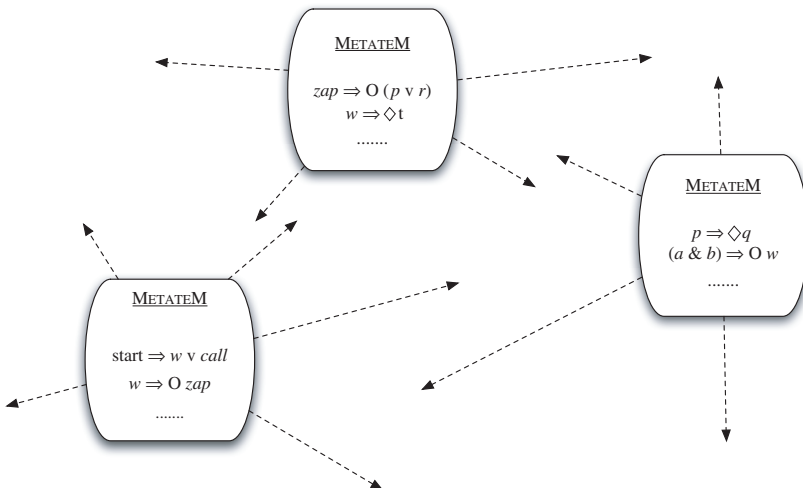 METATEM
zap ⇒ O (p v r)
w ⇒ ◇t
.......
METATEM
p ⇒ ◇q
(a & b) ⇒ O w
.......
METATEM
start ⇒ w v call
w ⇒ O zap
.......